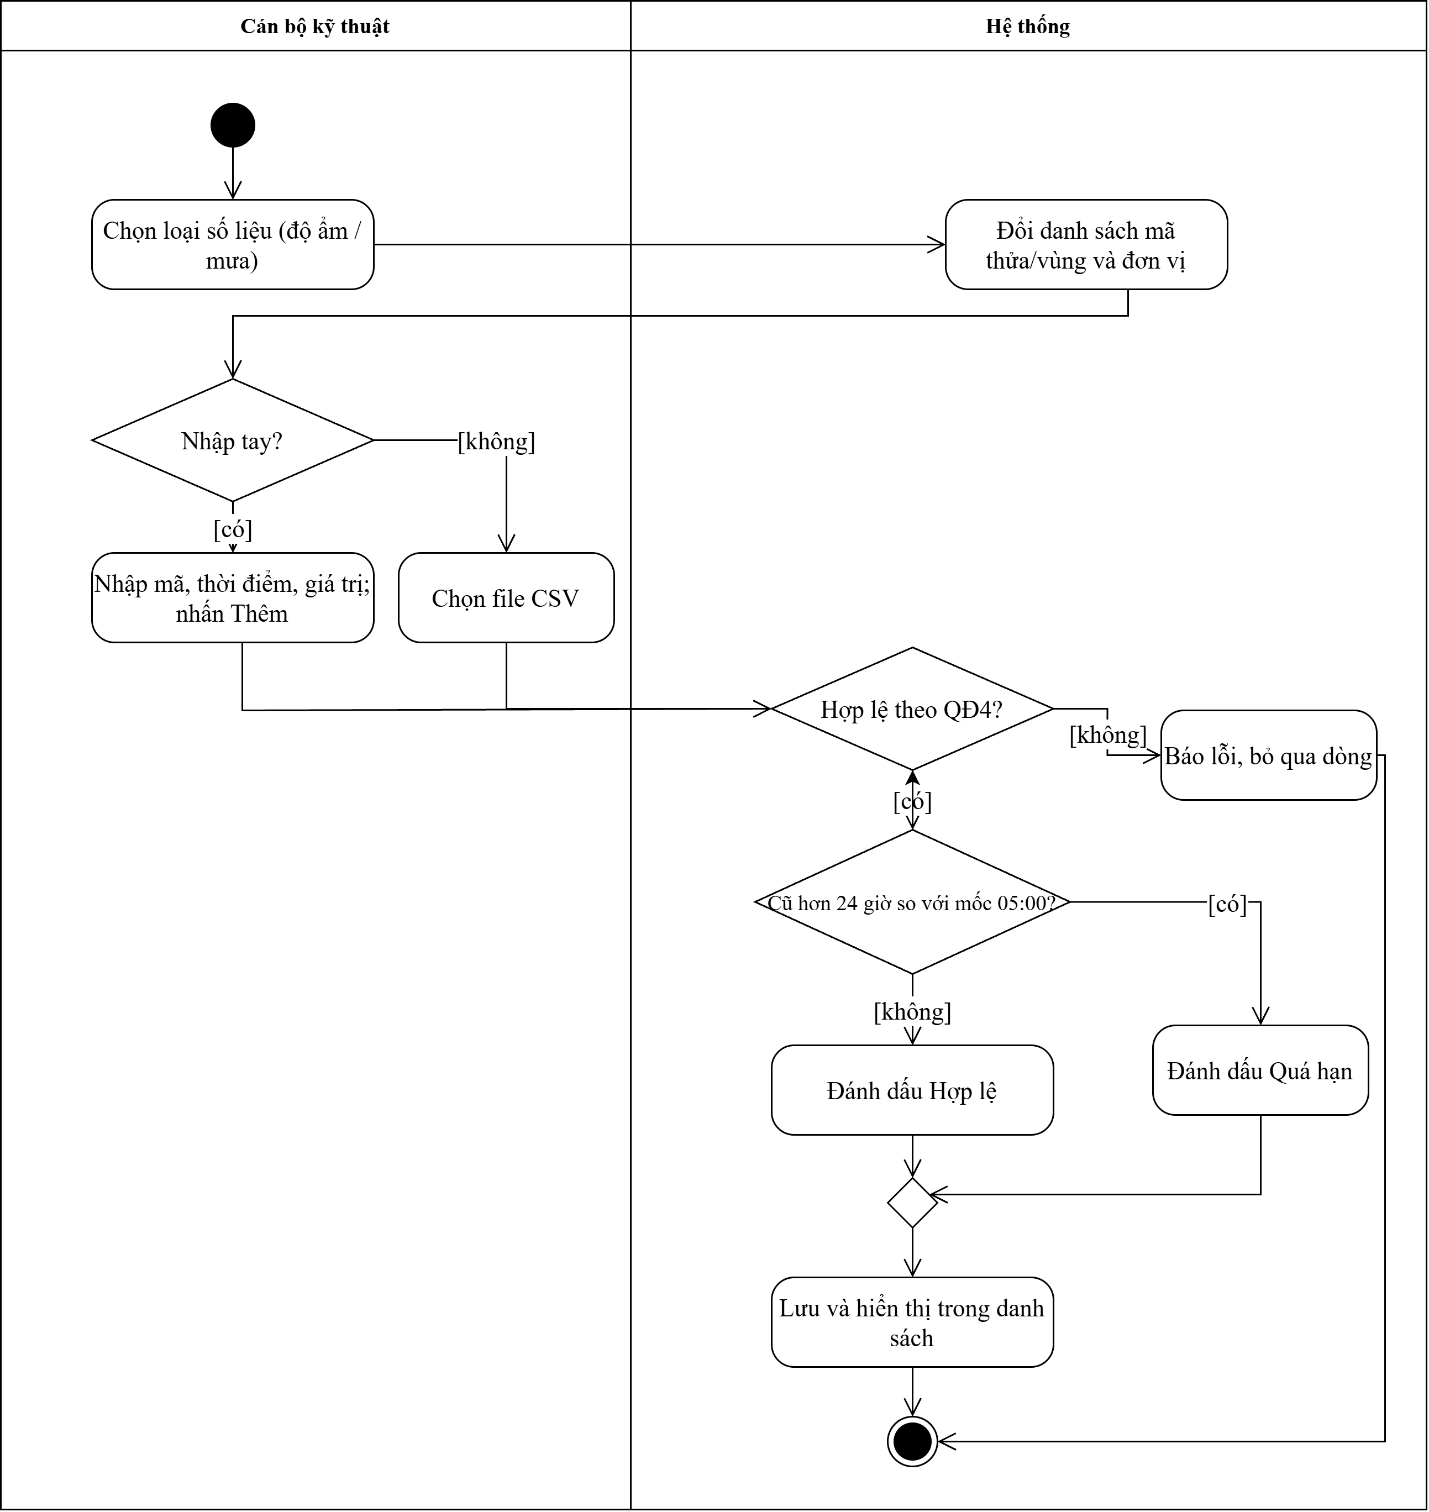 Cán bộ kỹ thuật
Hệ thống
Chọn loại số liệu (độ ẩm /
mưa)
Đổi danh sách mã
thửa/vùng và đơn vị
Nhập tay?
[không]
[có]
Nhập mã, thời điểm, giá trị;
nhấn Thêm
Chọn file CSV
Hợp lệ theo QĐ4?
[không]
Báo lỗi, bỏ qua dòng
[có]
Cũ hơn 24 giờ so với mốc 05:00?
[có]
[không]
Đánh dấu Quá hạn
Đánh dấu Hợp lệ
Lưu và hiển thị trong danh
sách